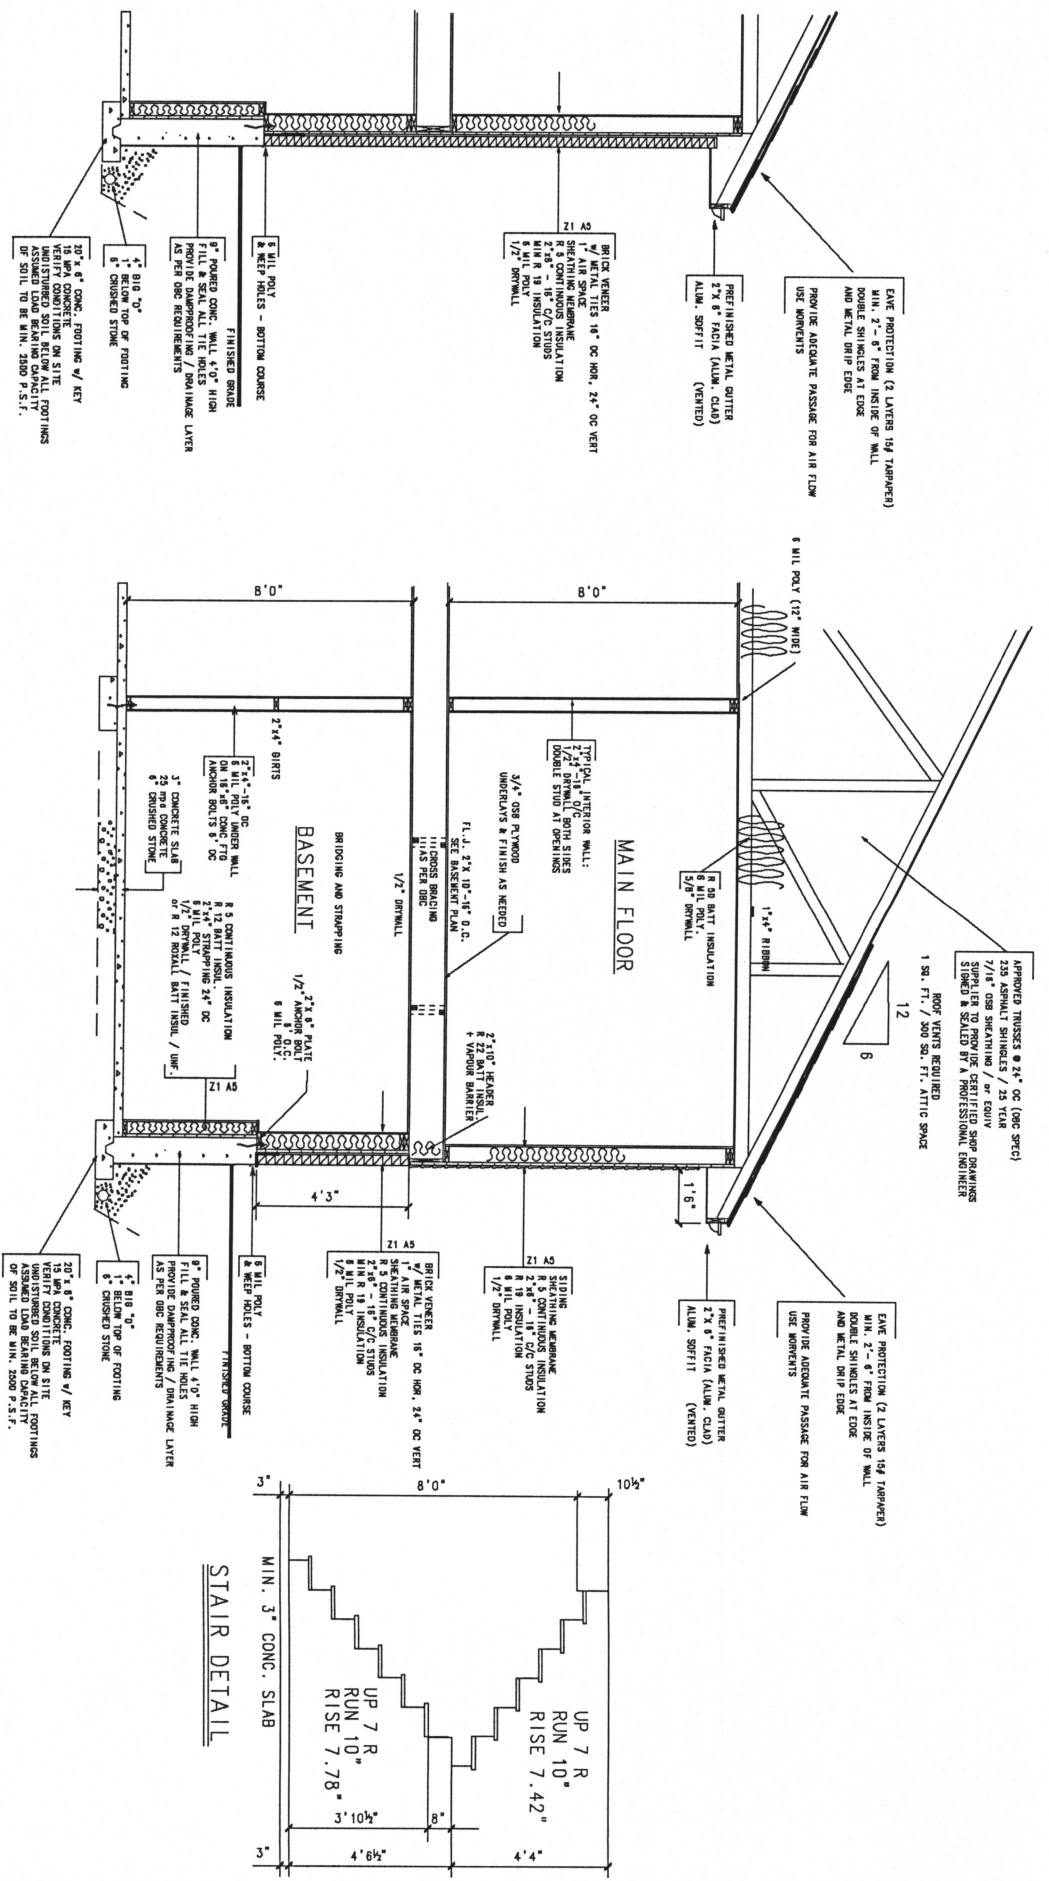 EAVE PROTECTION (2 LAYERS 15# TARPAPER)
MIN. 2'- 6" FROM INSIDE OF WALL
DOUBLE SHINGLES AT EDGE
AND METAL DRIP EDGE
PROVIDE ADEQUATE PASSAGE FOR AIR FLOW
USE MORVENTS
PREFINISHED METAL GUTTER
2"X 6" FACIA (ALUM. CLAD)
ALUM. SOFFIT (VENTED)
Z1 A5
BRICK VENEER
w/ METAL TIES 16" OC HOR, 24" OC VERT
1" AIR SPACE
SHEATHING MEMBRANE
R 5 CONTINUOUS INSULATION
2"x6" - 16" C/C STUDS
MIN R 19 INSULATION
6 MIL POLY
1/2" DRYWALL
6 MIL POLY
& WEEP HOLES - BOTTOM COURSE
FINISHED GRADE
9" POURED CONC. WALL 4'0" HIGH
FILL & SEAL ALL TIE HOLES
PROVIDE DAMPPROOFING / DRAINAGE LAYER
AS PER OBC REQUIREMENTS
4" BIG "O"
1" BELOW TOP OF FOOTING
6" CRUSHED STONE
20"x 6" CONC. FOOTING w/ KEY
15 MPA CONCRETE
VERIFY CONDITIONS ON SITE
UNDISTURBED SOIL BELOW ALL FOOTINGS
ASSUMED LOAD BEARING CAPACITY
OF SOIL TO BE MIN. 2500 P.S.F.
APPROVED TRUSSES @ 24" OC (OBC SPEC)
235 ASPHALT SHINGLES / 25 YEAR
7/16" OSB SHEATHING / or EQUIV
SUPPLIER TO PROVIDE CERTIFIED SHOP DRAWINGS
SIGNED & SEALED BY A PROFESSIONAL ENGINEER
ROOF VENTS REQUIRED
1 SQ. FT. / 300 SQ. FT. ATTIC SPACE
12
6
6 MIL POLY (12" WIDE)
1"x4" RIBBON
R 50 BATT INSULATION
6 MIL POLY.
5/8" DRYWALL
8'0"
MAIN FLOOR
TYPICAL INTERIOR WALL:
2"x4"-16" O/C
1/2" DRYWALL BOTH SIDES
DOUBLE STUD AT OPENINGS
3/4" OSB PLYWOOD
UNDERLAYS & FINISH AS NEEDED
FL.J. 2"X 10"-16" O.C.
SEE BASEMENT PLAN
CROSS BRACING
AS PER OBC
1/2" DRYWALL
2"x10" HEADER
R 22 BATT INSUL.
+ VAPOUR BARRIER
8'0"
BRIDGING AND STRAPPING
BASEMENT
2"x4" GIRTS
2"x4"-16" OC
6 MIL POLY UNDER WALL
ON 16"x6" CONC FTG
ANCHOR BOLTS 6' OC
3" CONCRETE SLAB
25 mpa CONCRETE
6" CRUSHED STONE
2"X 6" PLATE
1/2" ANCHOR BOLT
6' O.C.
6 MIL POLY.
R 5 CONTINUOUS INSULATION
R 12 BATT INSUL.
2"x4" STRAPPING 24" OC
6 MIL POLY
1/2" DRYWALL / FINISHED
or R 12 ROXALL BATT INSUL / UNF.
Z1 A5
1'6"
4'3"
EAVE PROTECTION (2 LAYERS 15# TARPAPER)
MIN. 2'- 6" FROM INSIDE OF WALL
DOUBLE SHINGLES AT EDGE
AND METAL DRIP EDGE
PROVIDE ADEQUATE PASSAGE FOR AIR FLOW
USE MORVENTS
PREFINISHED METAL GUTTER
2"X 6" FACIA (ALUM. CLAD)
ALUM. SOFFIT (VENTED)
Z1 A5
SIDING
SHEATHING MEMBRANE
R 5 CONTINUOUS INSULATION
2"x6" - 16" C/C STUDS
R 19 INSULATION
6 MIL POLY
1/2" DRYWALL
Z1 A5
BRICK VENEER
w/ METAL TIES 16" OC HOR, 24" OC VERT
1" AIR SPACE
SHEATHING MEMBRANE
R 5 CONTINUOUS INSULATION
2"x6" - 16" C/C STUDS
MIN R 19 INSULATION
6 MIL POLY
1/2" DRYWALL
6 MIL POLY
& WEEP HOLES - BOTTOM COURSE
FINISHED GRADE
9" POURED CONC. WALL 4'0" HIGH
FILL & SEAL ALL TIE HOLES
PROVIDE DAMPPROOFING / DRAINAGE LAYER
AS PER OBC REQUIREMENTS
4" BIG "O"
1" BELOW TOP OF FOOTING
6" CRUSHED STONE
20"x 6" CONC. FOOTING w/ KEY
15 MPA CONCRETE
VERIFY CONDITIONS ON SITE
UNDISTURBED SOIL BELOW ALL FOOTINGS
ASSUMED LOAD BEARING CAPACITY
OF SOIL TO BE MIN. 2500 P.S.F.
10½"
8'0"
3"
UP 7 R
RUN 10"
RISE 7.42"
UP 7 R
RUN 10"
RISE 7.78"
8"
3'10½"
4'4"
4'6½"
3"
MIN. 3" CONC. SLAB
STAIR DETAIL